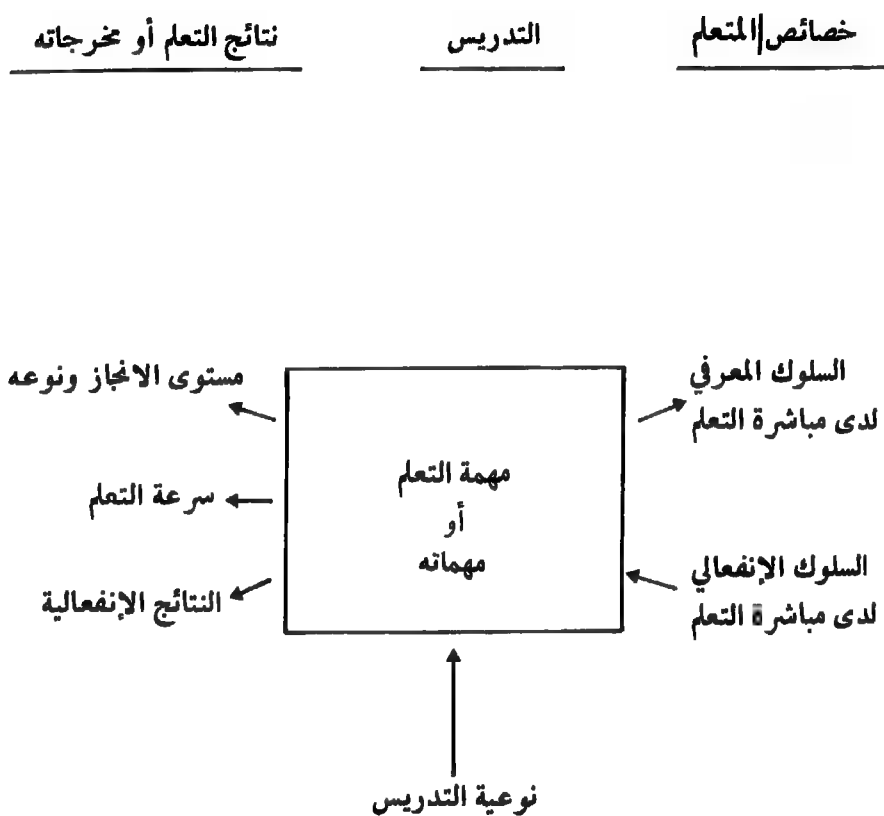 خصائص المتعلم
التدريس
نتائج التعلم أو مخرجاته
السلوك المعرفي
لدى مباشرة التعلم
السلوك الإنفعالي
لدى مباشرة التعلم
مهمة التعلم
أو
مهماته
مستوى الانجاز ونوعه
سرعة التعلم
النتائج الإنفعالية
نوعية التدريس